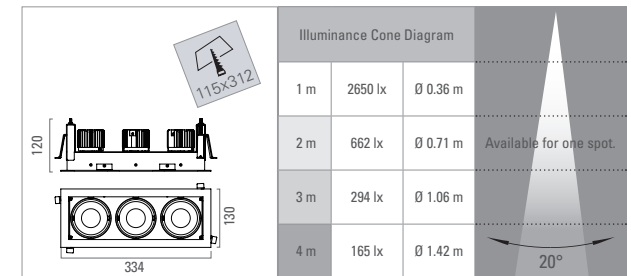 115x312
120
130
334
Illuminance Cone Diagram
1 m 2650 lx Ø 0.36 m
2 m 662 lx Ø 0.71 m
3 m 294 lx Ø 1.06 m
4 m 165 lx Ø 1.42 m
Available for one spot.
20°